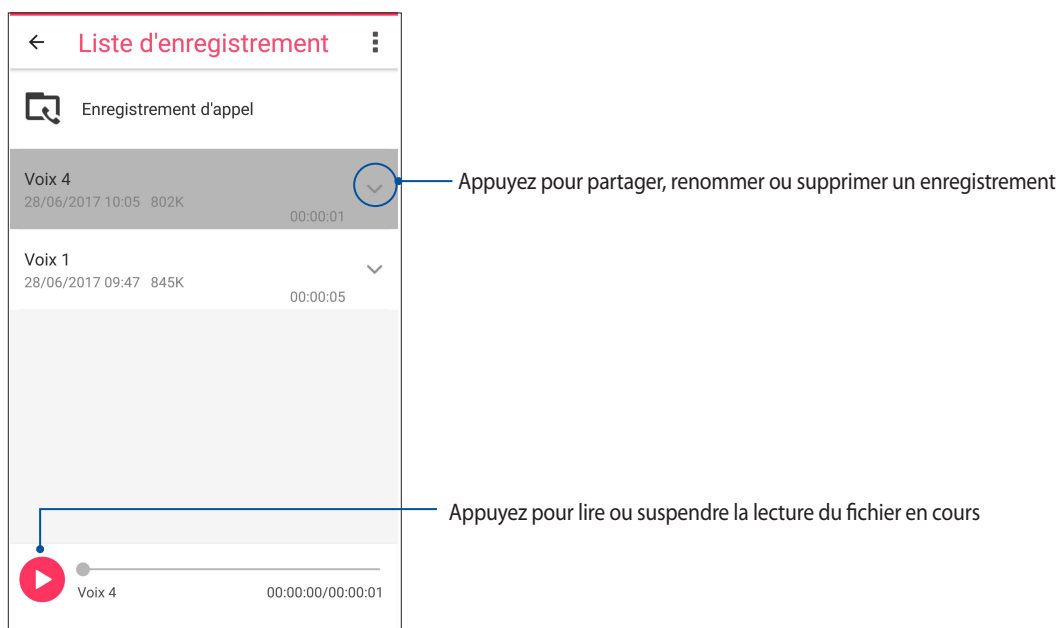 Liste d'enregistrement
Enregistrement d'appel
Voix 4
28/06/2017 10:05 802K
00:00:01
Appuyez pour partager, renommer ou supprimer un enregistrement
Voix 1
28/06/2017 09:47 845K
00:00:05
Appuyez pour lire ou suspendre la lecture du fichier en cours
Voix 4 00:00:00/00:00:01